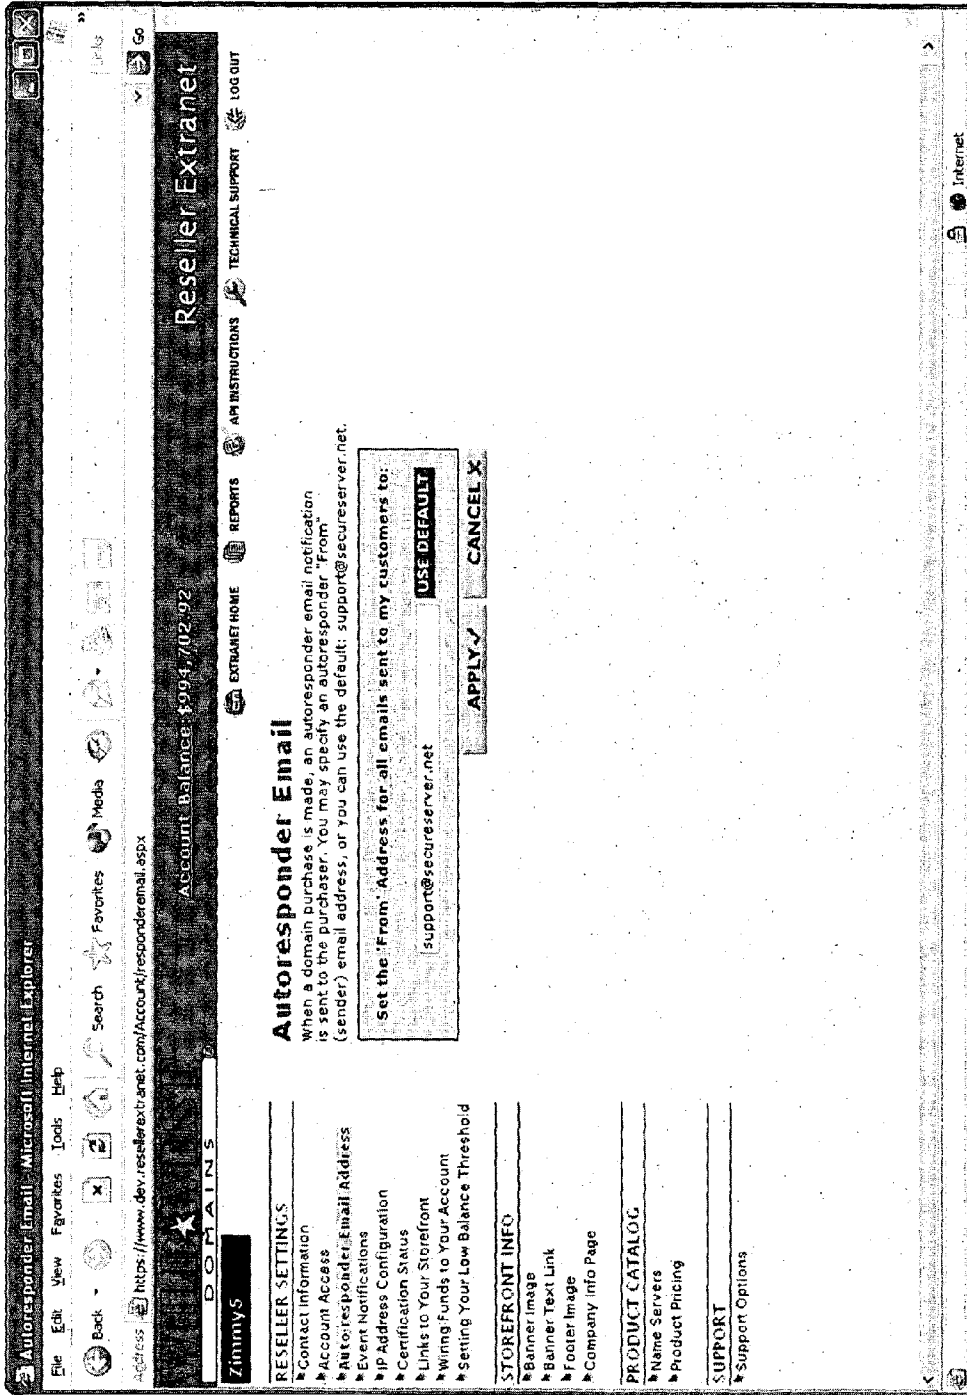 Autoresponder Email - Microsoft Internet Explorer
File Edit View Favorites Tools Help
Back Search Favorites Media
Links
Address https://www.dev.resellerextranet.com/Account/responderemail.aspx Go
DOMAINS
Account Balance: $994,702.92
Reseller Extranet
Zimmy5
EXTRANET HOME REPORTS API INSTRUCTIONS TECHNICAL SUPPORT LOG OUT
RESELLER SETTINGS
Contact Information
Account Access
Autoresponder Email Address
Event Notifications
IP Address Configuration
Certification Status
Links to Your Storefront
Wiring Funds to Your Account
Setting Your Low Balance Threshold
STOREFRONT INFO
Banner Image
Banner Text Link
Footer Image
Company Info Page
PRODUCT CATALOG
Name Servers
Product Pricing
SUPPORT
Support Options
Autoresponder Email
When a domain purchase is made, an autoresponder email notification
is sent to the purchaser. You may specify an autoresponder "From"
(sender) email address, or you can use the default: support@secureserver.net.
Set the 'From' Address for all emails sent to my customers to:
support@secureserver.net USE DEFAULT
APPLY CANCEL X
Internet